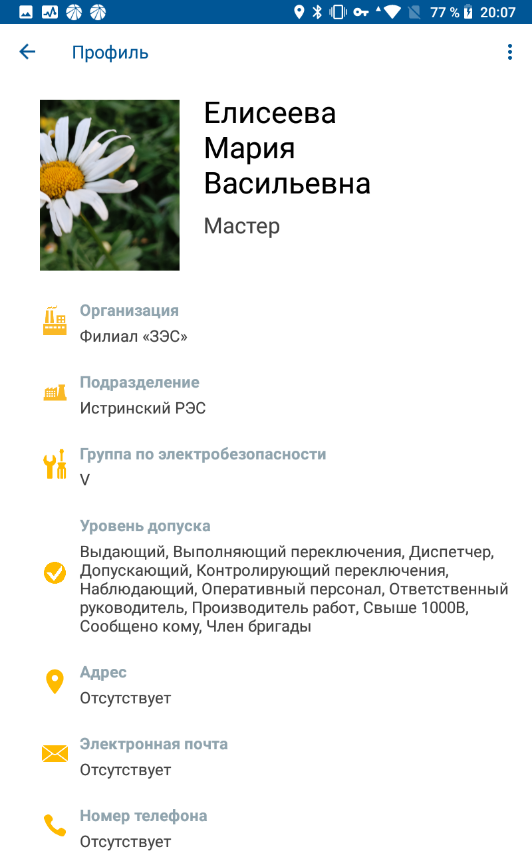 77 % 20:07
Профиль
Елисеева
Мария
Васильевна
Мастер
Организация
Филиал «ЗЭС»
Подразделение
Истринский РЭС
Группа по электробезопасности
V
Уровень допуска
Выдающий, Выполняющий переключения, Диспетчер,
Допускающий, Контролирующий переключения,
Наблюдающий, Оперативный персонал, Ответственный
руководитель, Производитель работ, Свыше 1000В,
Сообщено кому, Член бригады
Адрес
Отсутствует
Электронная почта
Отсутствует
Номер телефона
Отсутствует